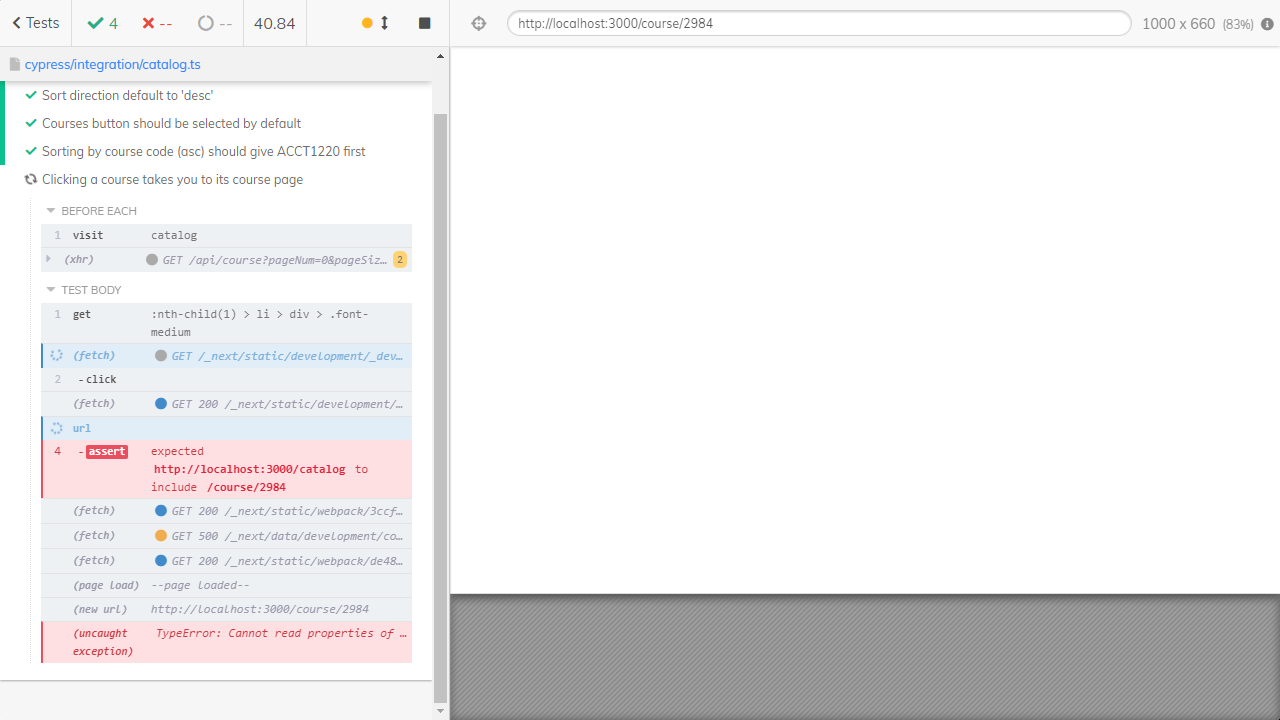 Tests 4 -- -- 40.84
http://localhost:3000/course/2984 1000 x 660 (83%)
cypress/integration/catalog.ts
Sort direction default to 'desc'
Courses button should be selected by default
Sorting by course code (asc) should give ACCT1220 first
Clicking a course takes you to its course page
BEFORE EACH
1 visit catalog
(xhr) GET /api/course?pageNum=0&pageSiz... 2
TEST BODY
1 get :nth-child(1) > li > div > .font-
medium
(fetch) GET /_next/static/development/_dev...
2 -click
(fetch) GET 200 /_next/static/development/...
url
4 -assert expected
http://localhost:3000/catalog to
include /course/2984
(fetch) GET 200 /_next/static/webpack/3ccf...
(fetch) GET 500 /_next/data/development/co...
(fetch) GET 200 /_next/static/webpack/de48...
(page load) --page loaded--
(new url) http://localhost:3000/course/2984
(uncaught TypeError: Cannot read properties of ...
exception)